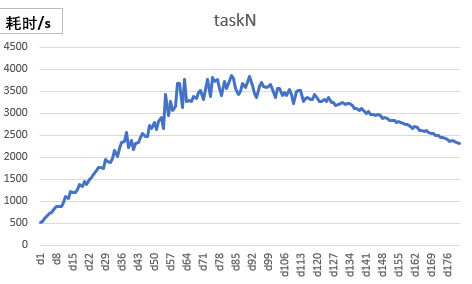 耗时/s
taskN
4500
4000
3500
3000
2500
2000
1500
1000
500
0
d1
d8
d15
d22
d29
d36
d43
d50
d57
d64
d71
d78
d85
d92
d99
d106
d113
d120
d127
d134
d141
d148
d155
d162
d169
d176